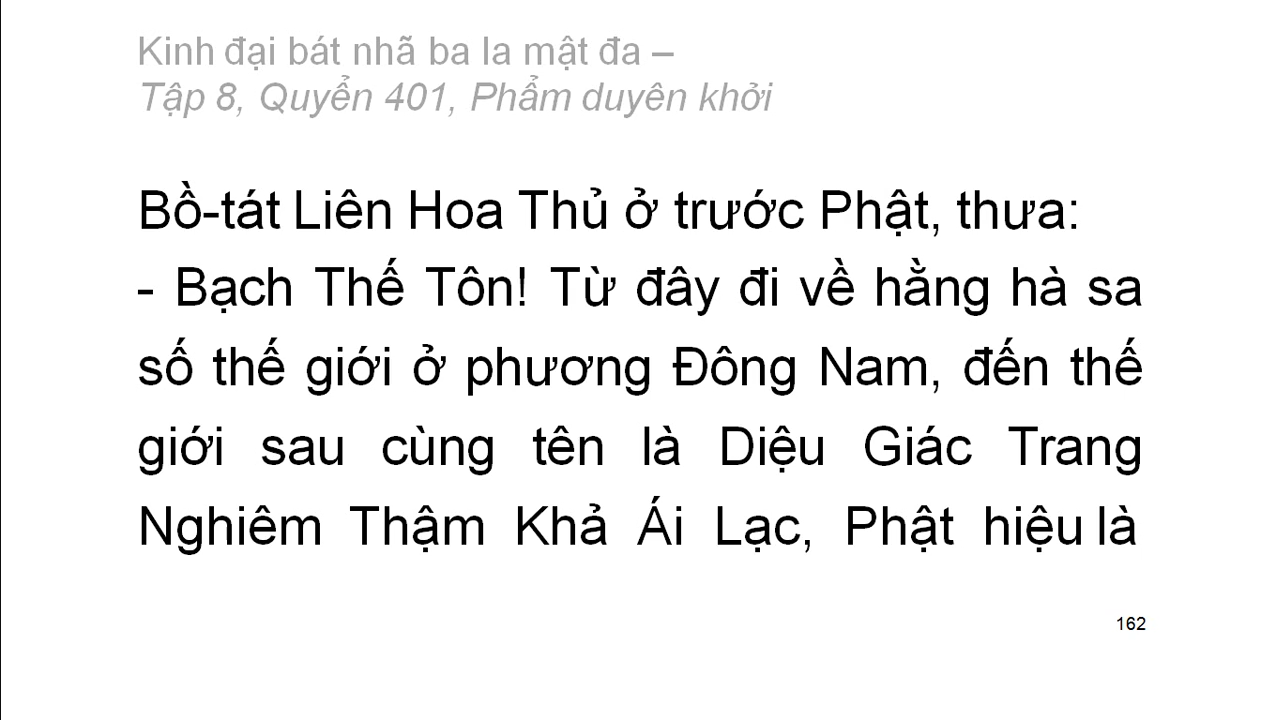 Kinh đại bát nhã ba la mật đa –
Tập 8, Quyển 401, Phẩm duyên khởi
Bồ-tát Liên Hoa Thủ ở trước Phật, thưa:
- Bạch Thế Tôn! Từ đây đi về hằng hà sa
số thế giới ở phương Đông Nam, đến thế
giới sau cùng tên là Diệu Giác Trang
Nghiêm Thậm Khả Ái Lạc, Phật hiệu là
162